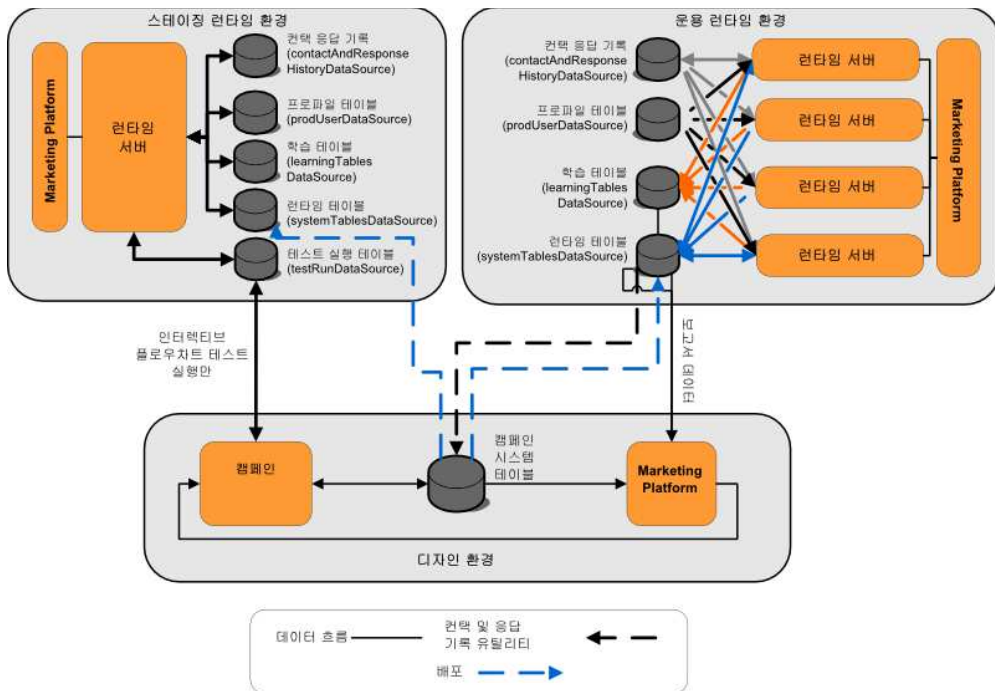 스테이징 런타임 환경
Marketing Platform
런타임
서버
컨택 응답 기록
(contactAndResponse
HistoryDataSource)
프로파일 테이블
(prodUserDataSource)
학습 테이블
(learningTables
DataSource)
런타임 테이블
(systemTablesDataSource)
테스트 실행 테이블
(testRunDataSource)
운용 런타임 환경
컨택 응답 기록
(contactAndResponse
HistoryDataSource)
프로파일 테이블
(prodUserDataSource)
학습 테이블
(learningTables
DataSource)
런타임 테이블
(systemTablesDataSource)
런타임 서버
런타임 서버
런타임 서버
런타임 서버
Marketing Platform
인터렉티브
플로우차트 테스트
실행만
보고서 데이터
캠페인
캠페인
시스템
테이블
Marketing
Platform
디자인 환경
데이터 흐름
컨택 및 응답
기록 유틸리티
배포